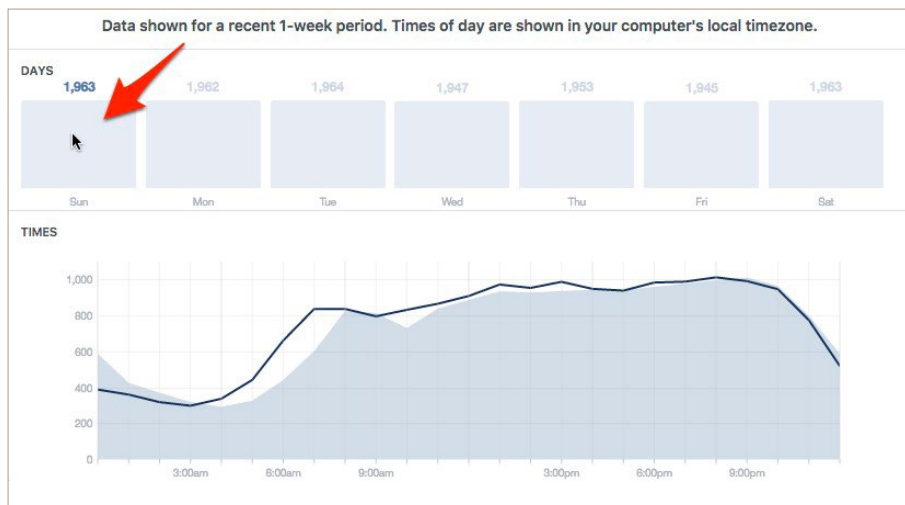 Data shown for a recent 1-week period. Times of day are shown in your computer's local timezone.
DAYS
1,963 1,962 1,964 1,947 1,953 1,945 1,963
Sun Mon Tue Wed Thu Fri Sat
TIMES
1,000
800
600
400
200
0
3:00am 6:00am 9:00am 3:00pm 6:00pm 9:00pm